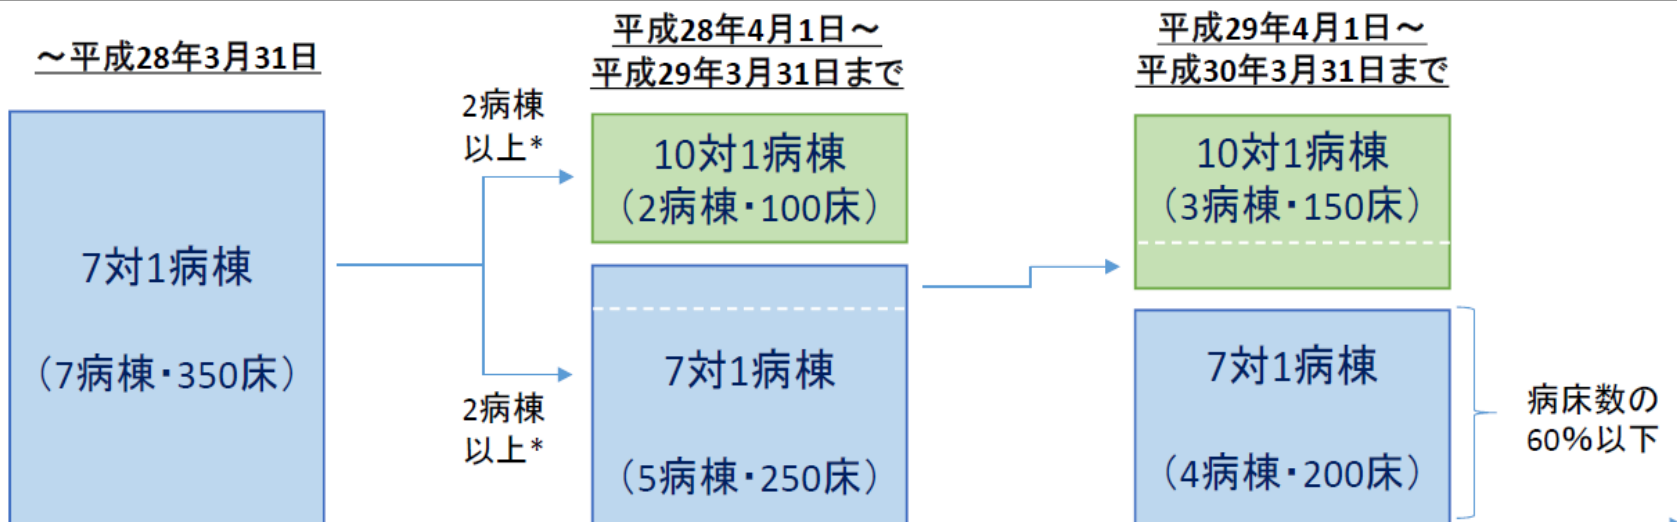 ～平成28年3月31日
7対1病棟
（7病棟・350床）
2病棟
以上*
2病棟
以上*
平成28年4月1日～
平成29年3月31日まで
10対1病棟
（2病棟・100床）
7対1病棟
（5病棟・250床）
平成29年4月1日～
平成30年3月31日まで
10対1病棟
（3病棟・150床）
7対1病棟
（4病棟・200床）
病床数の
60%以下